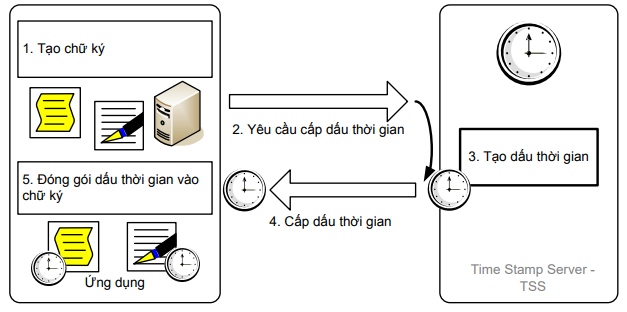 1. Tạo chữ ký
2. Yêu cầu cấp dấu thời gian
3. Tạo dấu thời gian
5. Đóng gói dấu thời gian vào
chữ ký
4. Cấp dấu thời gian
Ứng dụng
Time Stamp Server -
TSS